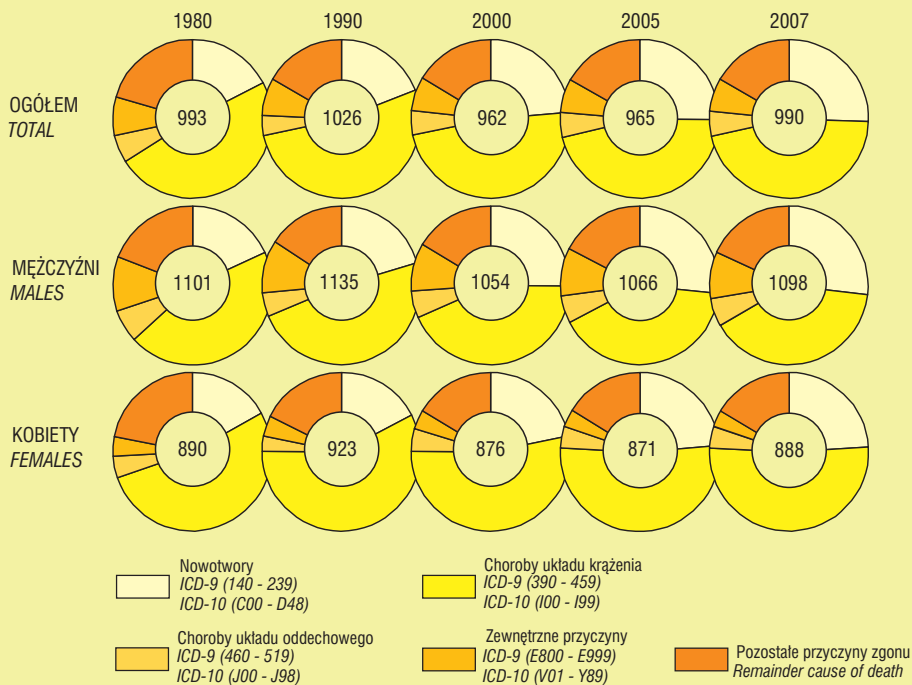 1980 1990 2000 2005 2007
OGÓŁEM
TOTAL
993 1026 962 965 990
MĘŻCZYŹNI
MALES
1101 1135 1054 1066 1098
KOBIETY
FEMALES
890 923 876 871 888
Nowotwory
ICD-9 (140 - 239)
ICD-10 (C00 - D48)
Choroby układu krążenia
ICD-9 (390 - 459)
ICD-10 (I00 - I99)
Choroby układu oddechowego
ICD-9 (460 - 519)
ICD-10 (J00 - J98)
Zewnętrzne przyczyny
ICD-9 (E800 - E999)
ICD-10 (V01 - Y89)
Pozostałe przyczyny zgonu
Remainder cause of death